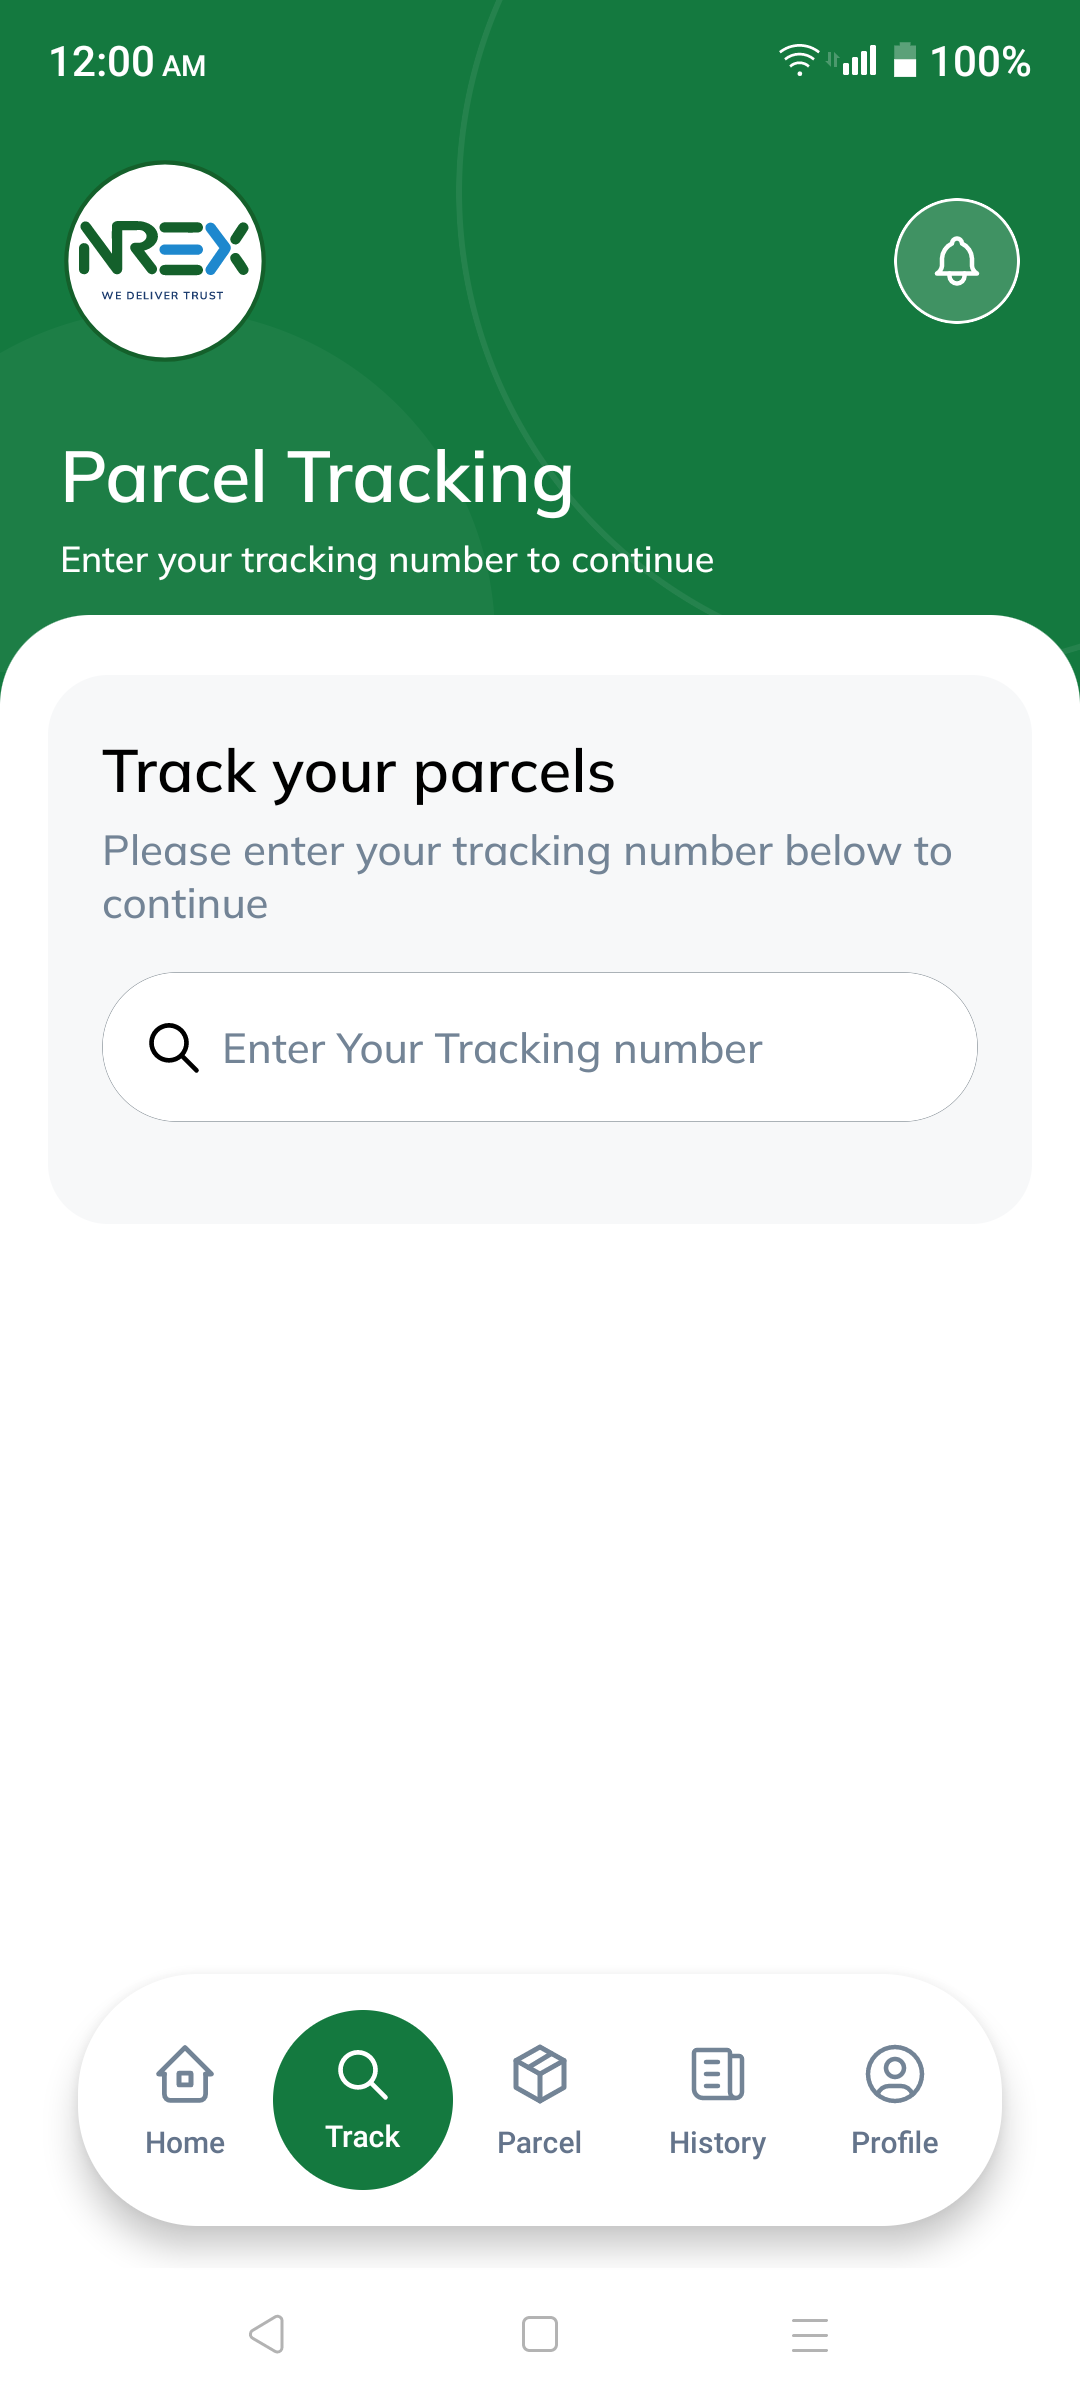 12:00 AM
100%
NREX
WE DELIVER TRUST
Parcel Tracking
Enter your tracking number to continue
Track your parcels
Please enter your tracking number below to
continue
Enter Your Tracking number
Home
Track
Parcel
History
Profile